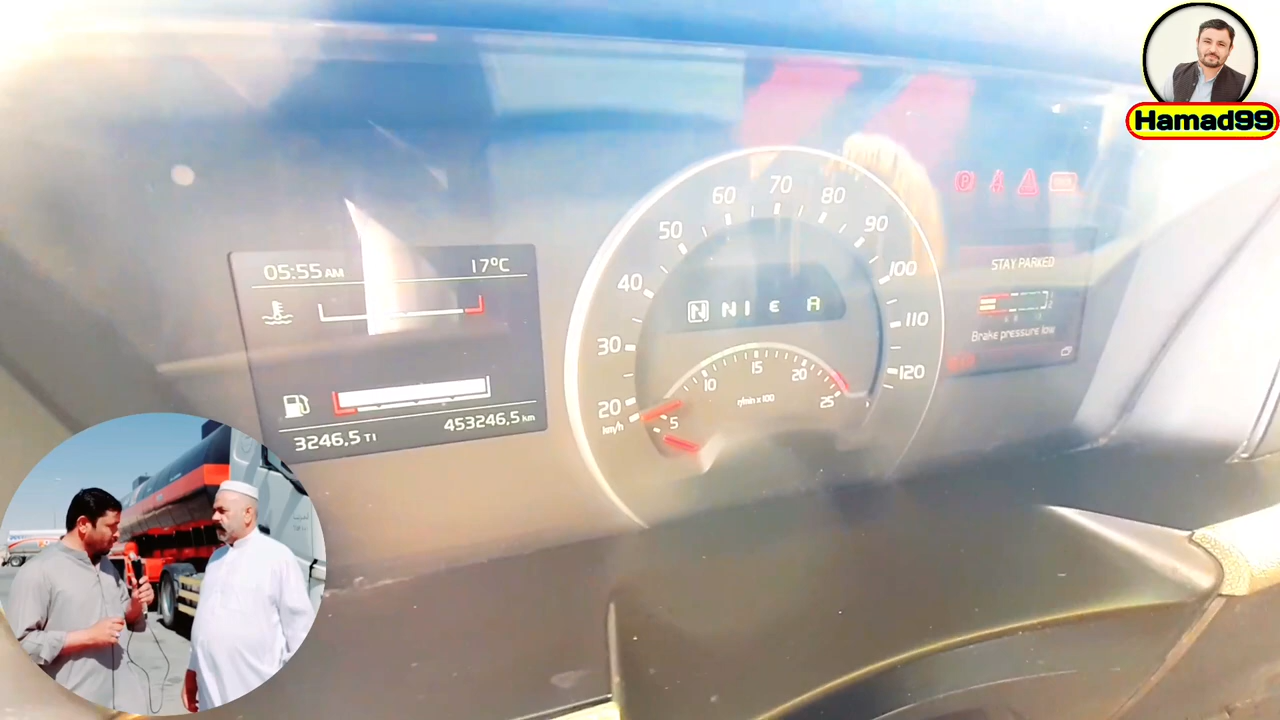 Hamad99
05:55 AM
17°C
3246,5 TI
453246,5 km
20
30
40
50
60
70
80
90
100
110
120
km/h
N N I E A
5
10
15
20
25
r/min x 100
STAY PARKED
Brake pressure low